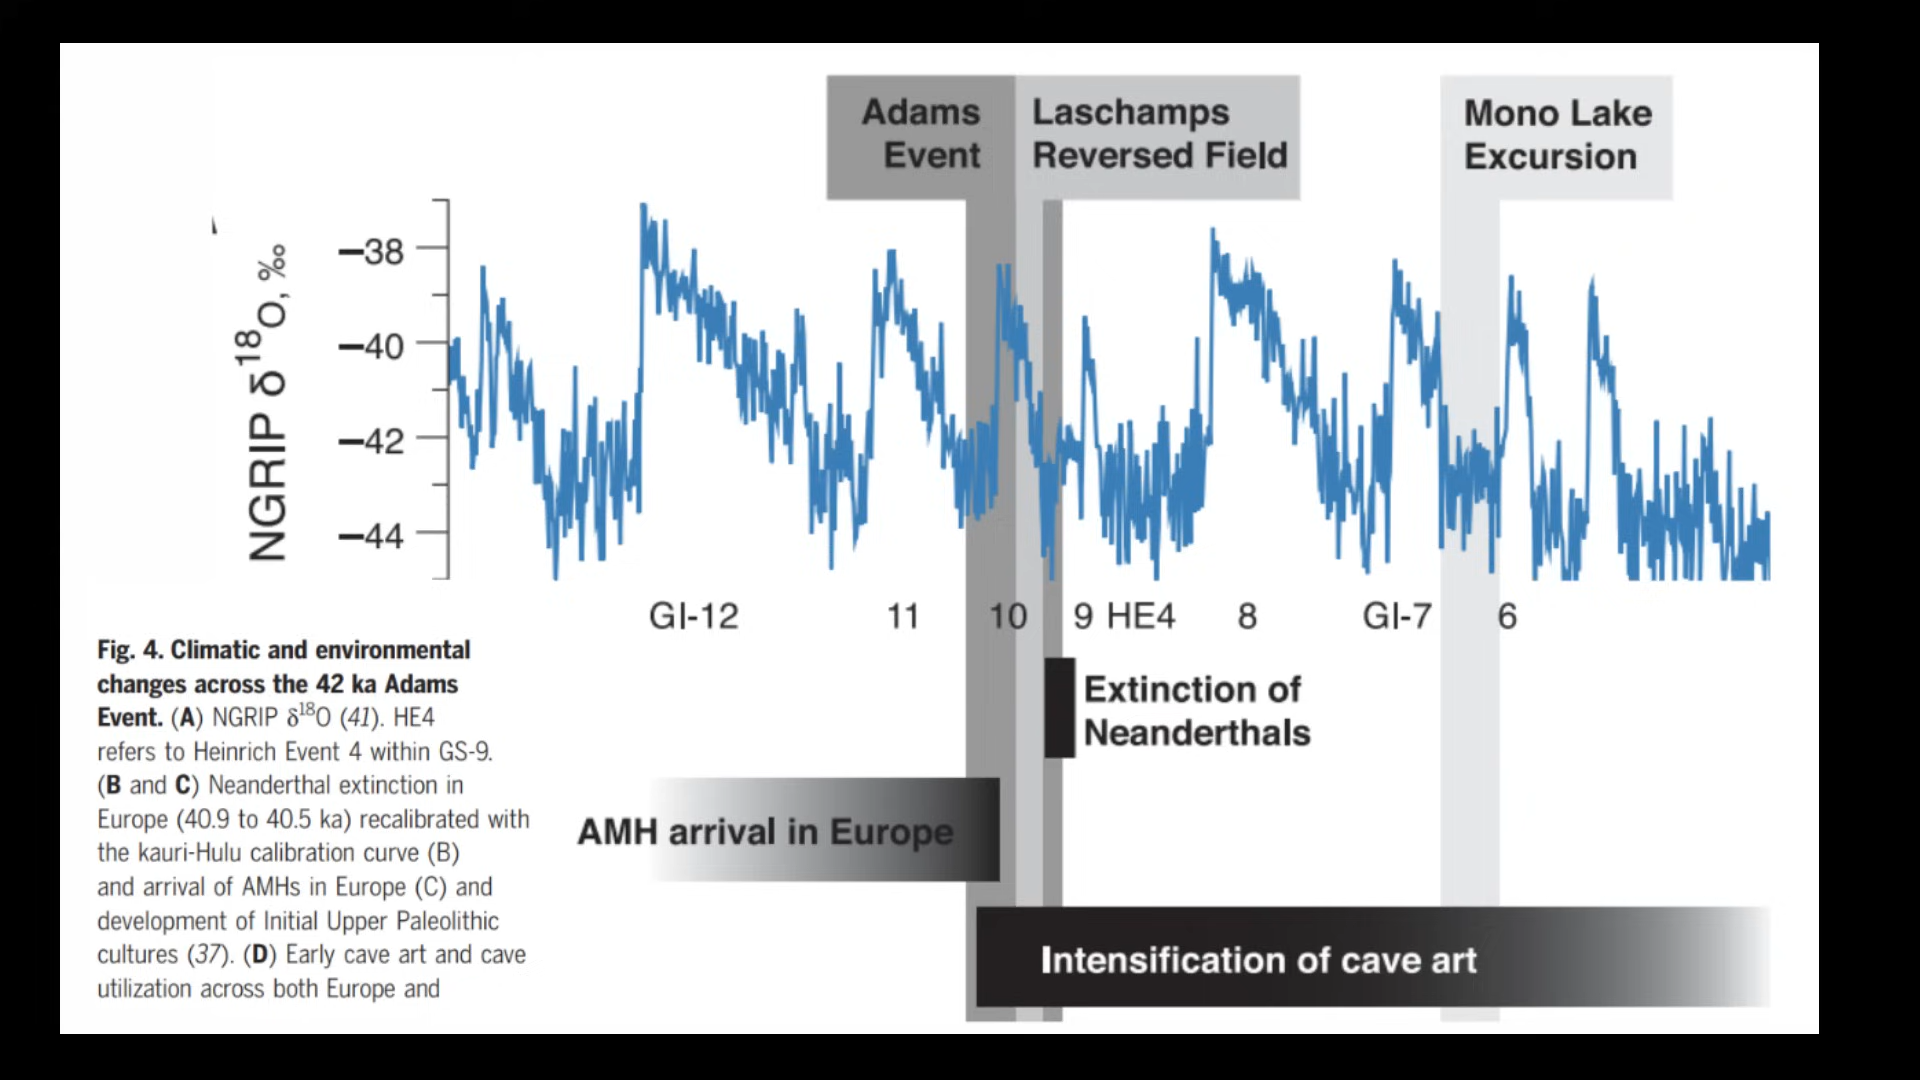 Adams
Event
Laschamps
Reversed Field
Mono Lake
Excursion
NGRIP δ18O, ‰
–38
–40
–42
–44
GI-12 11 10 9 HE4 8 GI-7 6
Extinction of
Neanderthals
AMH arrival in Europe
Intensification of cave art
Fig. 4. Climatic and environmental
changes across the 42 ka Adams
Event. (A) NGRIP δ18O (41). HE4
refers to Heinrich Event 4 within GS-9.
(B and C) Neanderthal extinction in
Europe (40.9 to 40.5 ka) recalibrated with
the kauri-Hulu calibration curve (B)
and arrival of AMHs in Europe (C) and
development of Initial Upper Paleolithic
cultures (37). (D) Early cave art and cave
utilization across both Europe and